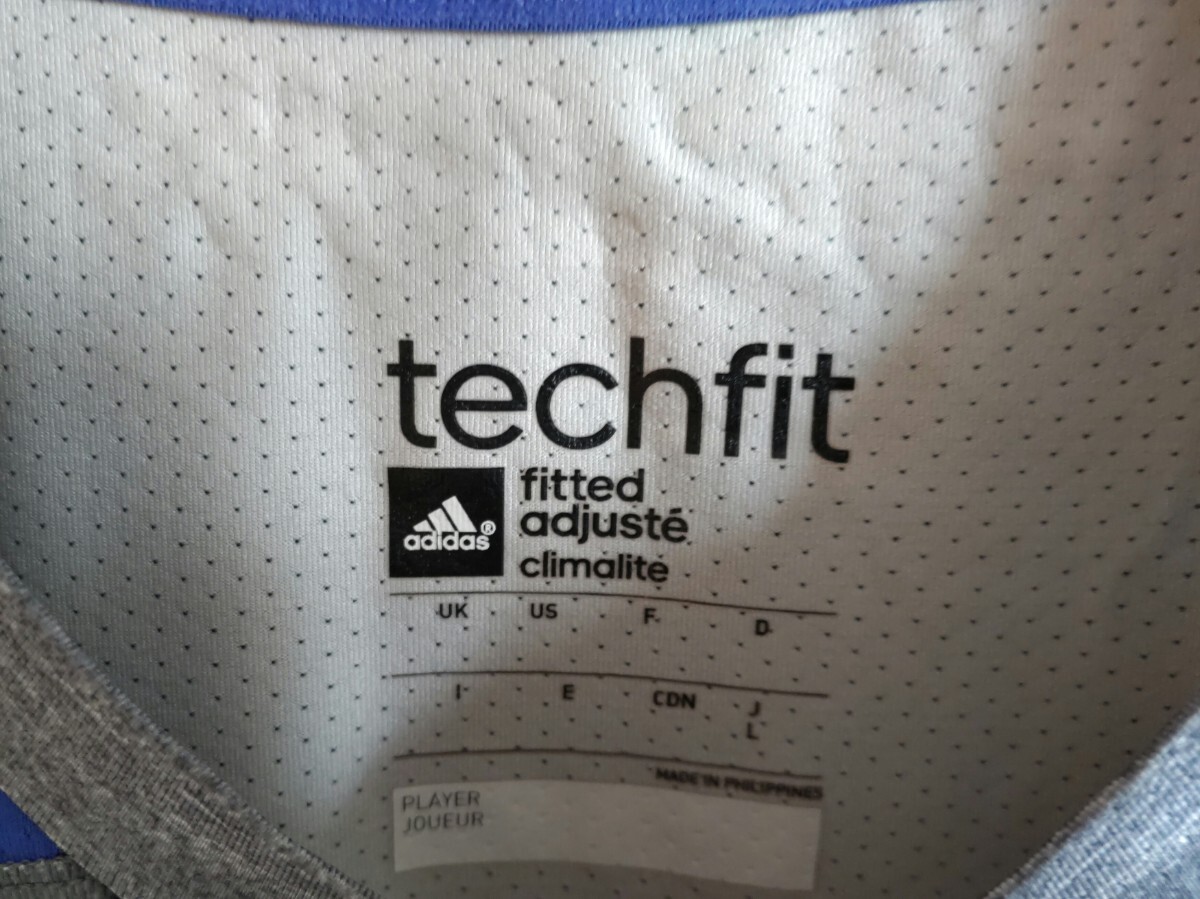 techfit
adidas®
fitted
adjusté
climalite
UK US F D
I E CDN J
L
MADE IN PHILIPPINES
PLAYER
JOUEUR